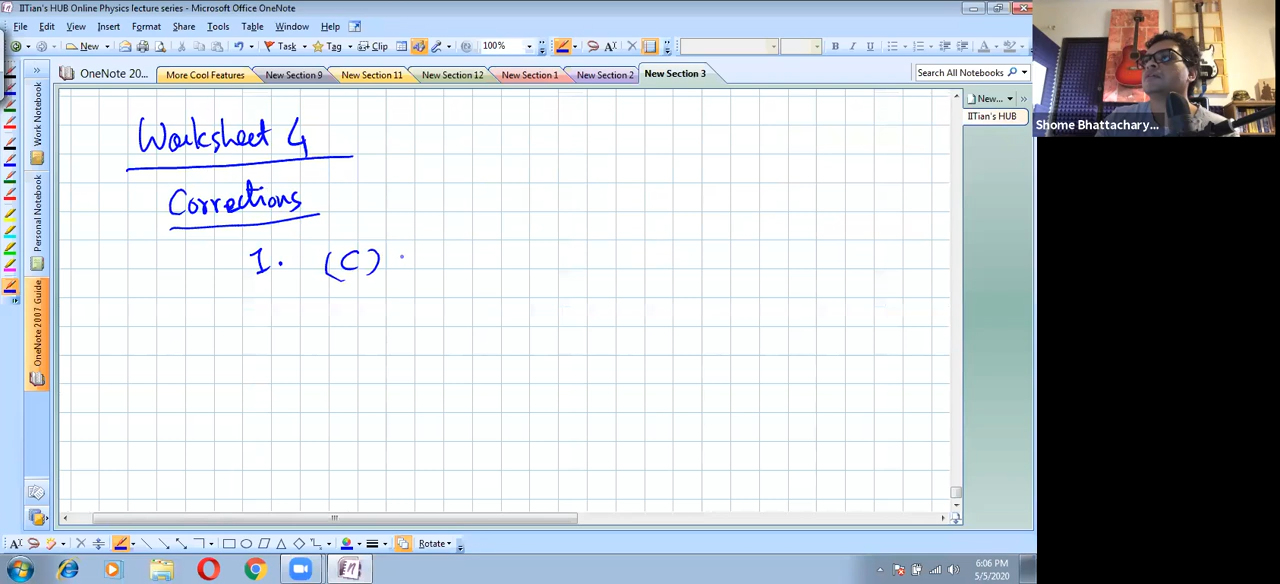 IITian's HUB Online Physics lecture series - Microsoft Office OneNote
File Edit View Insert Format Share Tools Table Window Help
New Task Tag Clip 100% A B I U A
OneNote 20... More Cool Features New Section 9 New Section 11 New Section 12 New Section 1 New Section 2 New Section 3 Search All Notebooks
New...
IITian's HUB
Shome Bhattachary...
Work Notebook
Personal Notebook
OneNote 2007 Guide
Worksheet 4
Corrections
1. (C)
Rotate
6:06 PM
5/5/2020